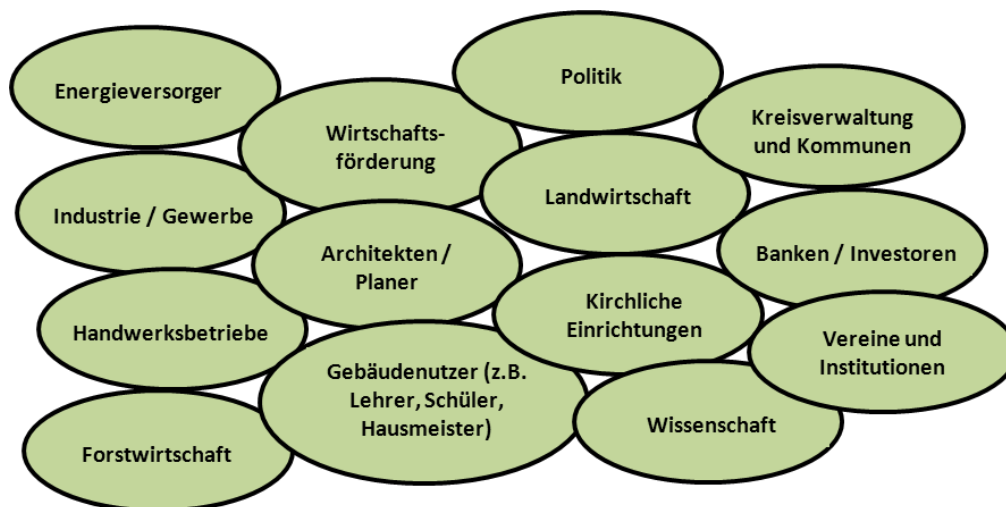 Energieversorger
Politik
Wirtschafts-
förderung
Kreisverwaltung
und Kommunen
Industrie / Gewerbe
Landwirtschaft
Architekten /
Planer
Banken / Investoren
Handwerksbetriebe
Kirchliche
Einrichtungen
Vereine und
Institutionen
Gebäudenutzer (z.B.
Lehrer, Schüler,
Hausmeister)
Wissenschaft
Forstwirtschaft